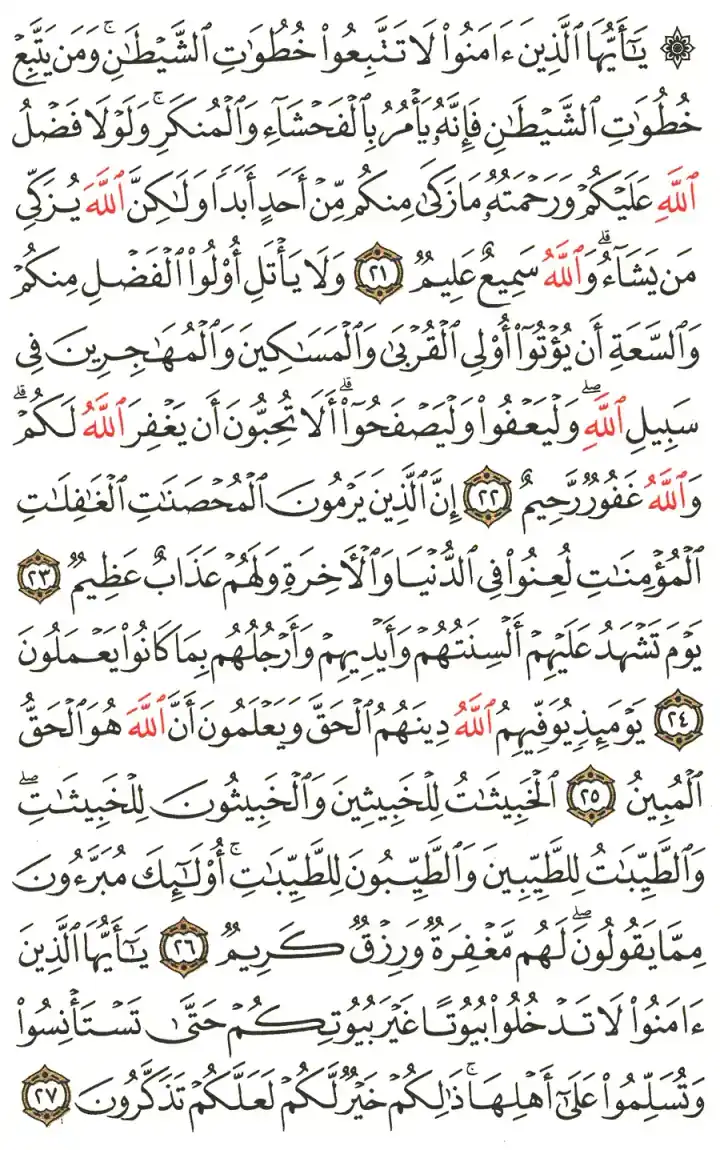 ۞ يَـٰٓأَيُّهَا ٱلَّذِينَ ءَامَنُوا۟ لَا تَتَّبِعُوا۟ خُطُوَٰتِ ٱلشَّيْطَـٰنِ ۚ وَمَن يَتَّبِعْ
خُطُوَٰتِ ٱلشَّيْطَـٰنِ فَإِنَّهُۥ يَأْمُرُ بِٱلْفَحْشَآءِ وَٱلْمُنكَرِ ۚ وَلَوْلَا فَضْلُ
ٱللَّهِ عَلَيْكُمْ وَرَحْمَتُهُۥ مَا زَكَىٰ مِنكُم مِّنْ أَحَدٍ أَبَدًا وَلَـٰكِنَّ ٱللَّهَ يُزَكِّى
مَن يَشَآءُ ۗ وَٱللَّهُ سَمِيعٌ عَلِيمٌ ٢١ وَلَا يَأْتَلِ أُو۟لُوا۟ ٱلْفَضْلِ مِنكُمْ
وَٱلسَّعَةِ أَن يُؤْتُوٓا۟ أُو۟لِى ٱلْقُرْبَىٰ وَٱلْمَسَـٰكِينَ وَٱلْمُهَـٰجِرِينَ فِى
سَبِيلِ ٱللَّهِ ۖ وَلْيَعْفُوا۟ وَلْيَصْفَحُوٓا۟ ۗ أَلَا تُحِبُّونَ أَن يَغْفِرَ ٱللَّهُ لَكُمْ ۗ
وَٱللَّهُ غَفُورٌ رَّحِيمٌ ٢٢ إِنَّ ٱلَّذِينَ يَرْمُونَ ٱلْمُحْصَنَـٰتِ ٱلْغَـٰفِلَـٰتِ
ٱلْمُؤْمِنَـٰتِ لُعِنُوا۟ فِى ٱلدُّنْيَا وَٱلْـَٔاخِرَةِ وَلَهُمْ عَذَابٌ عَظِيمٌ ٢٣
يَوْمَ تَشْهَدُ عَلَيْهِمْ أَلْسِنَتُهُمْ وَأَيْدِيهِمْ وَأَرْجُلُهُم بِمَا كَانُوا۟ يَعْمَلُونَ
٢٤ يَوْمَئِذٍ يُوَفِّيهِمُ ٱللَّهُ دِينَهُمُ ٱلْحَقَّ وَيَعْلَمُونَ أَنَّ ٱللَّهَ هُوَ ٱلْحَقُّ
ٱلْمُبِينُ ٢٥ ٱلْخَبِيثَـٰتُ لِلْخَبِيثِينَ وَٱلْخَبِيثُونَ لِلْخَبِيثَـٰتِ ۖ
وَٱلطَّيِّبَـٰتُ لِلطَّيِّبِينَ وَٱلطَّيِّبُونَ لِلطَّيِّبَـٰتِ ۚ أُو۟لَـٰٓئِكَ مُبَرَّءُونَ
مِمَّا يَقُولُونَ ۖ لَهُم مَّغْفِرَةٌ وَرِزْقٌ كَرِيمٌ ٢٦ يَـٰٓأَيُّهَا ٱلَّذِينَ
ءَامَنُوا۟ لَا تَدْخُلُوا۟ بُيُوتًا غَيْرَ بُيُوتِكُمْ حَتَّىٰ تَسْتَأْنِسُوا۟
وَتُسَلِّمُوا۟ عَلَىٰٓ أَهْلِهَا ۚ ذَٰلِكُمْ خَيْرٌ لَّكُمْ لَعَلَّكُمْ تَذَكَّرُونَ ٢٧